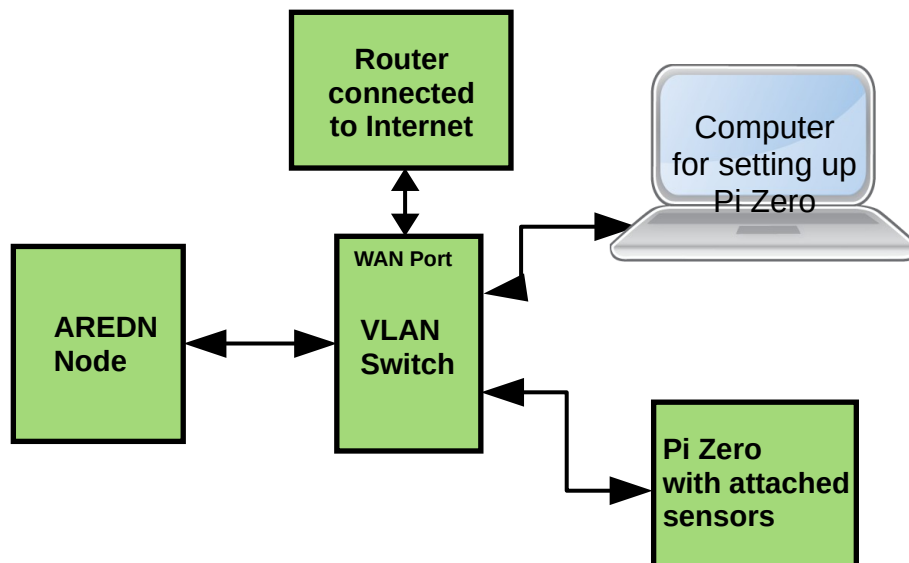 Router
connected
to Internet
Computer
for setting up
Pi Zero
WAN Port
VLAN
Switch
AREDN
Node
Pi Zero
with attached
sensors